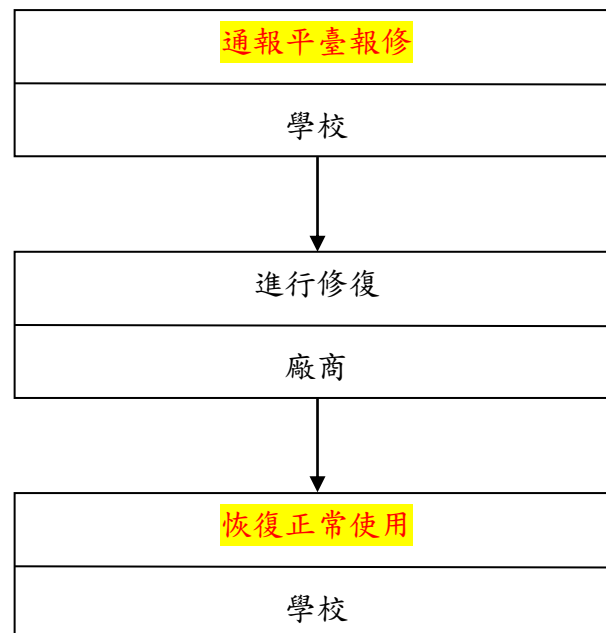 通報平臺報修
學校
進行修復
廠商
恢復正常使用
學校